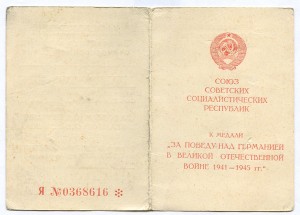 Я №0368616 *
СОЮЗ
СОВЕТСКИХ
СОЦИАЛИСТИЧЕСКИХ
РЕСПУБЛИК
К МЕДАЛИ
„ЗА ПОБЕДУ НАД ГЕРМАНИЕЙ
В ВЕЛИКОЙ ОТЕЧЕСТВЕННОЙ
ВОЙНЕ 1941—1945 гг.“